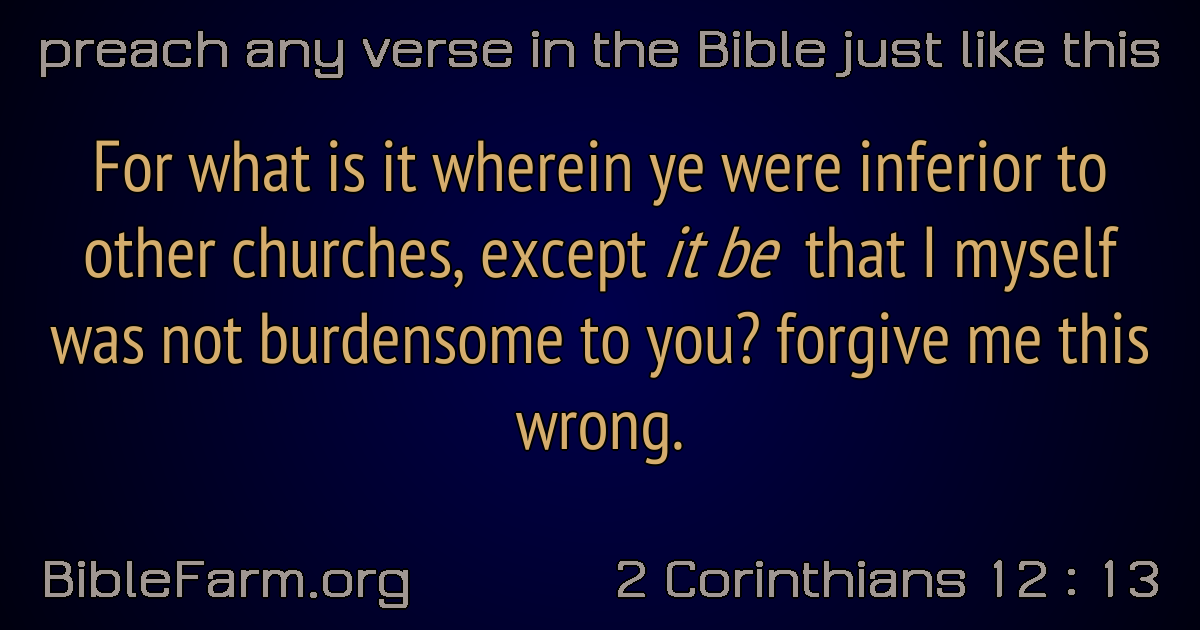 preach any verse in the Bible just like this
For what is it wherein ye were inferior to
other churches, except it be that I myself
was not burdensome to you? forgive me this
wrong.
BibleFarm.org
2 Corinthians 12 : 13